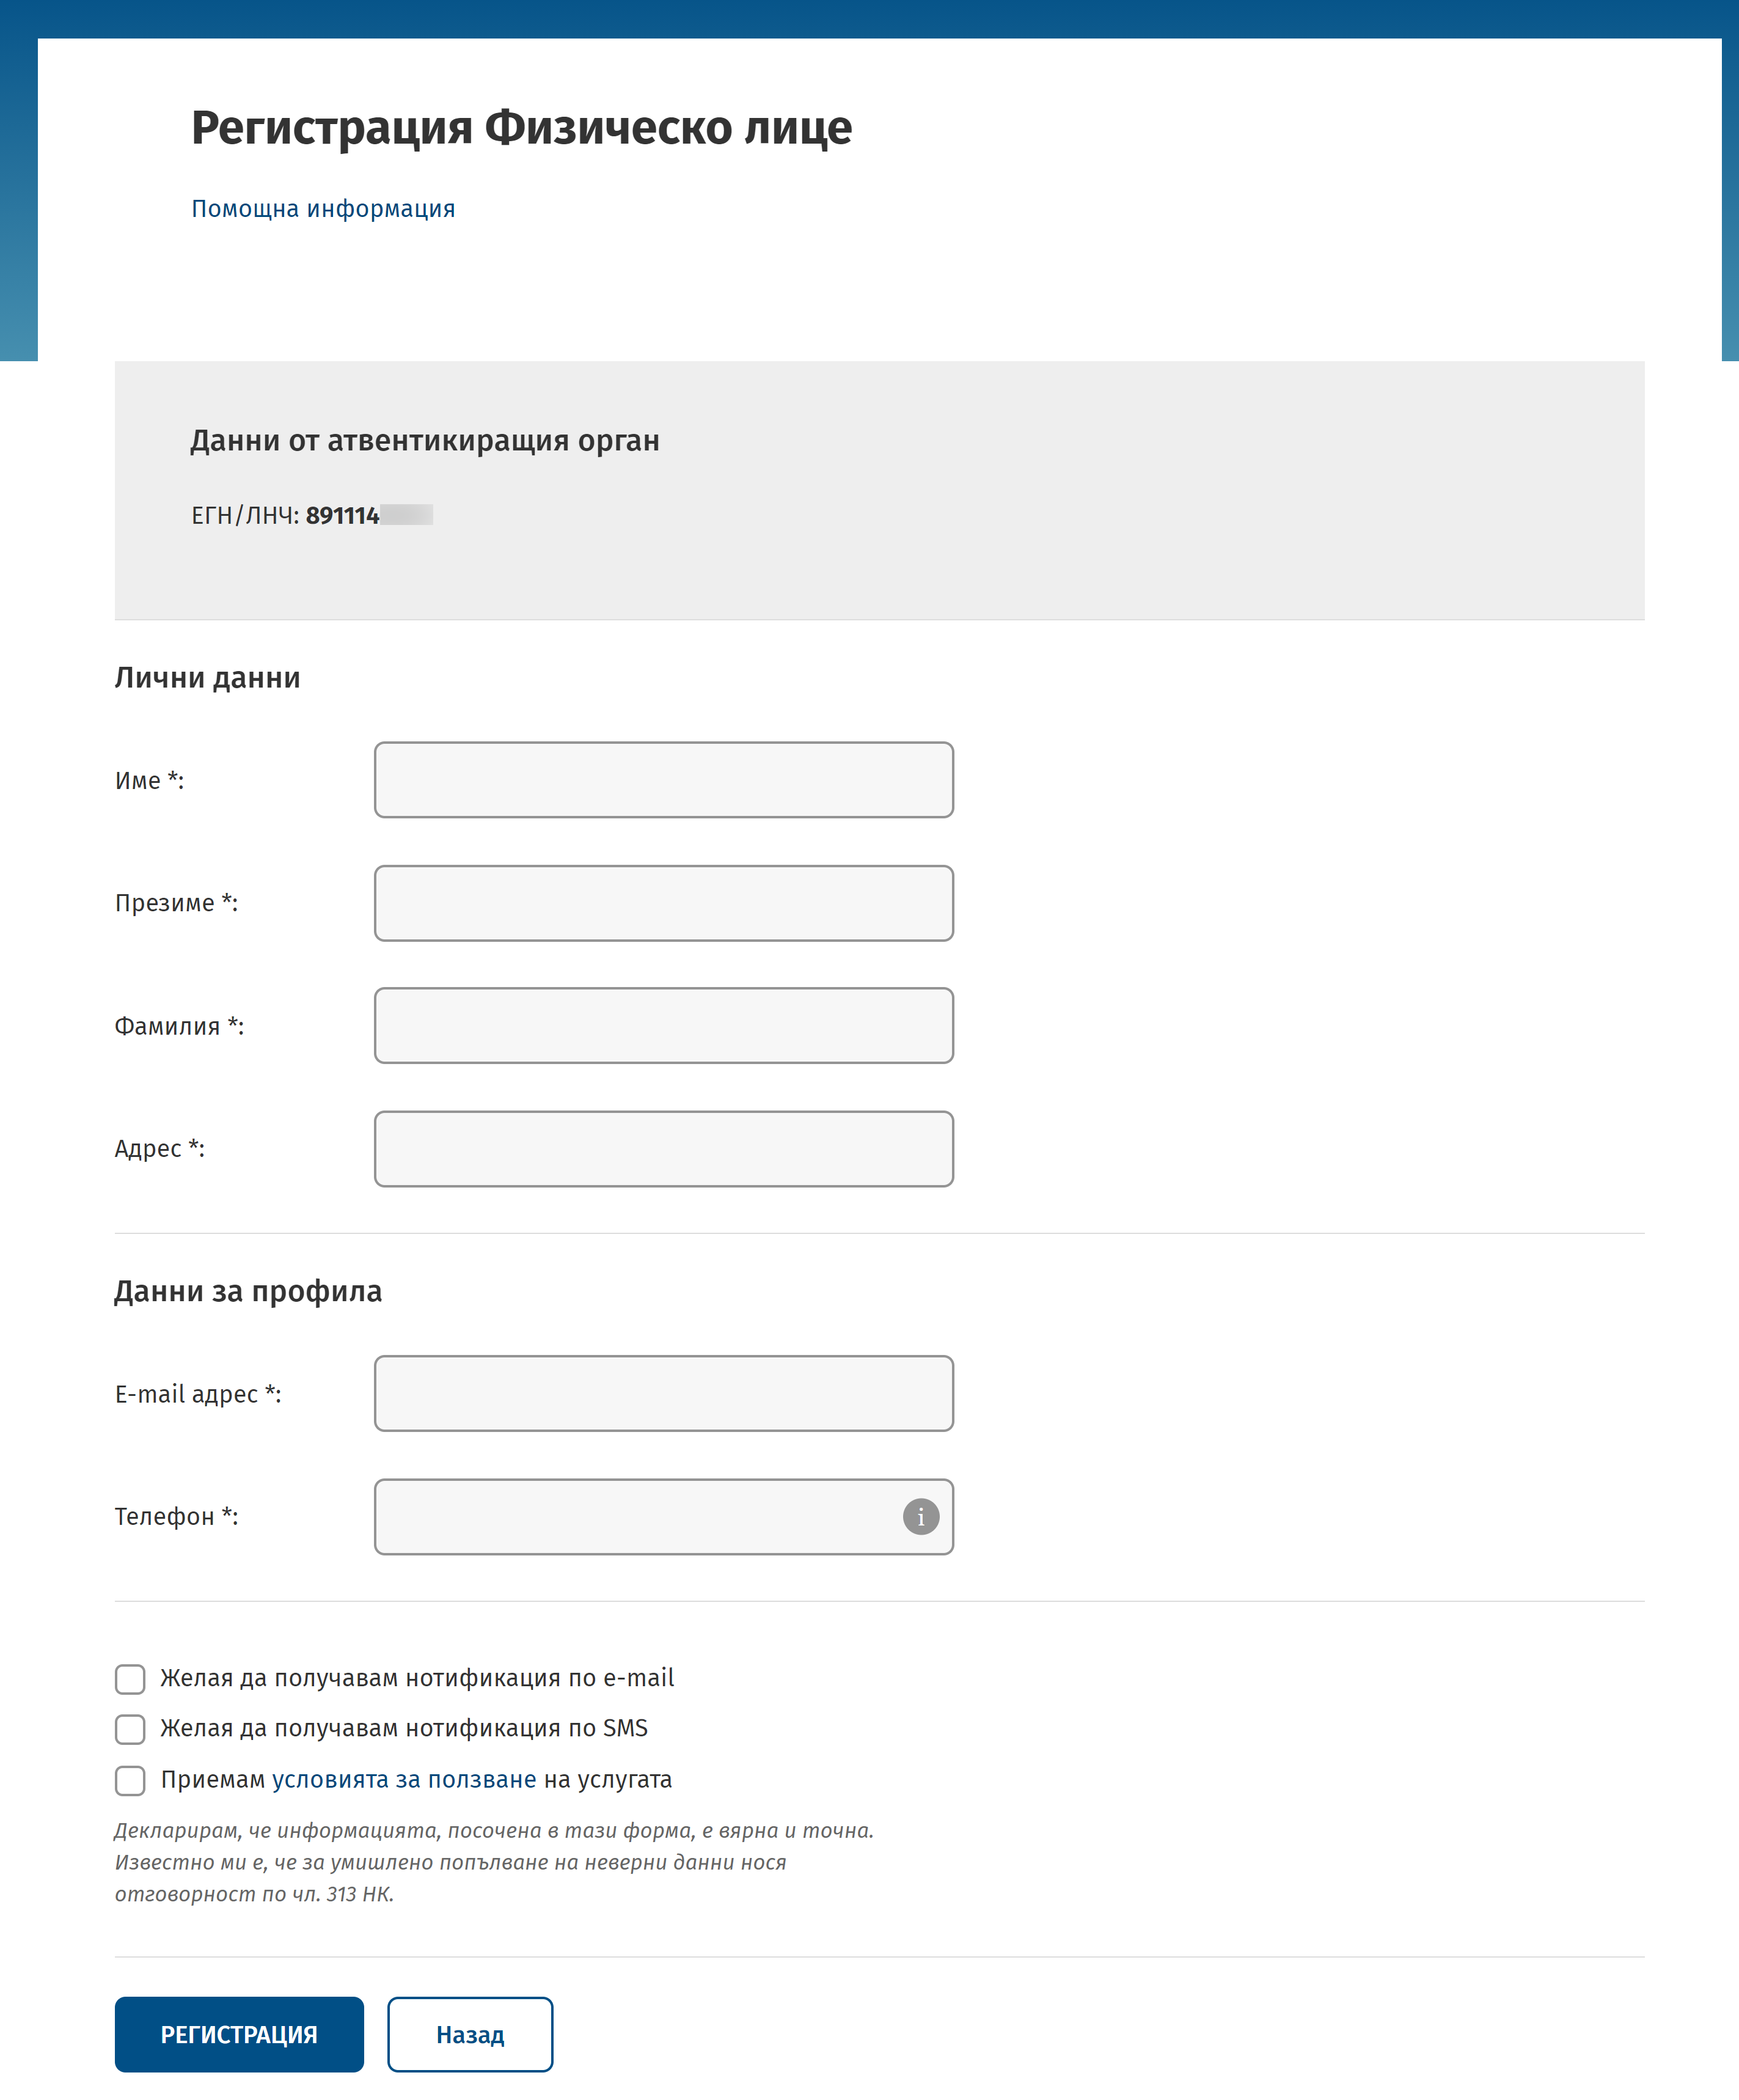 Регистрация Физическо лице
Помощна информация
Данни от атвентикиращия орган
ЕГН/ЛНЧ: 891114
Лични данни
Име *:
Презиме *:
Фамилия *:
Адрес *:
Данни за профила
E-mail адрес *:
Телефон *:
i
Желая да получавам нотификация по e-mail
Желая да получавам нотификация по SMS
Приемам условията за ползване на услугата
Декларирам, че информацията, посочена в тази форма, е вярна и точна.
Известно ми е, че за умишлено попълване на неверни данни нося
отговорност по чл. 313 НК.
РЕГИСТРАЦИЯ
Назад